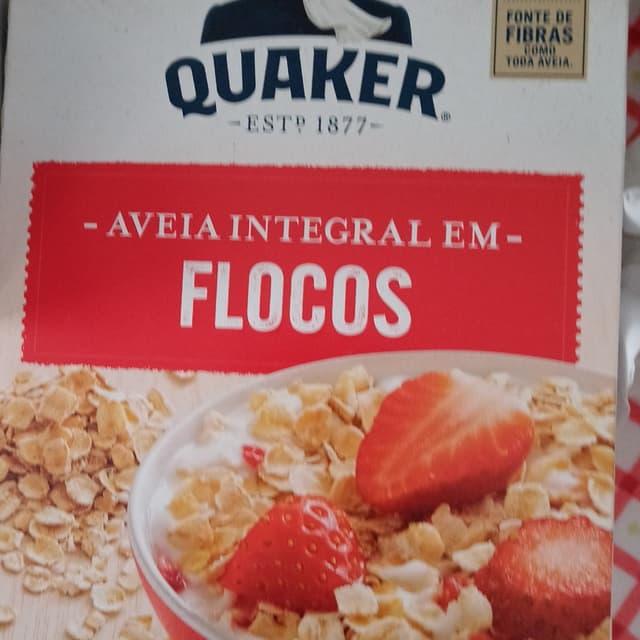 QUAKER®
-ESTD 1877-
FONTE DE
FIBRAS
COMO
TODA AVEIA.
- AVEIA INTEGRAL EM -
FLOCOS